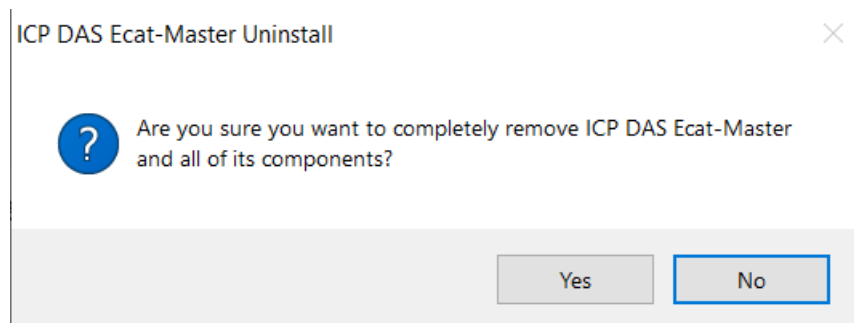 ICP DAS Ecat-Master Uninstall
?
Are you sure you want to completely remove ICP DAS Ecat-Master
and all of its components?
Yes No